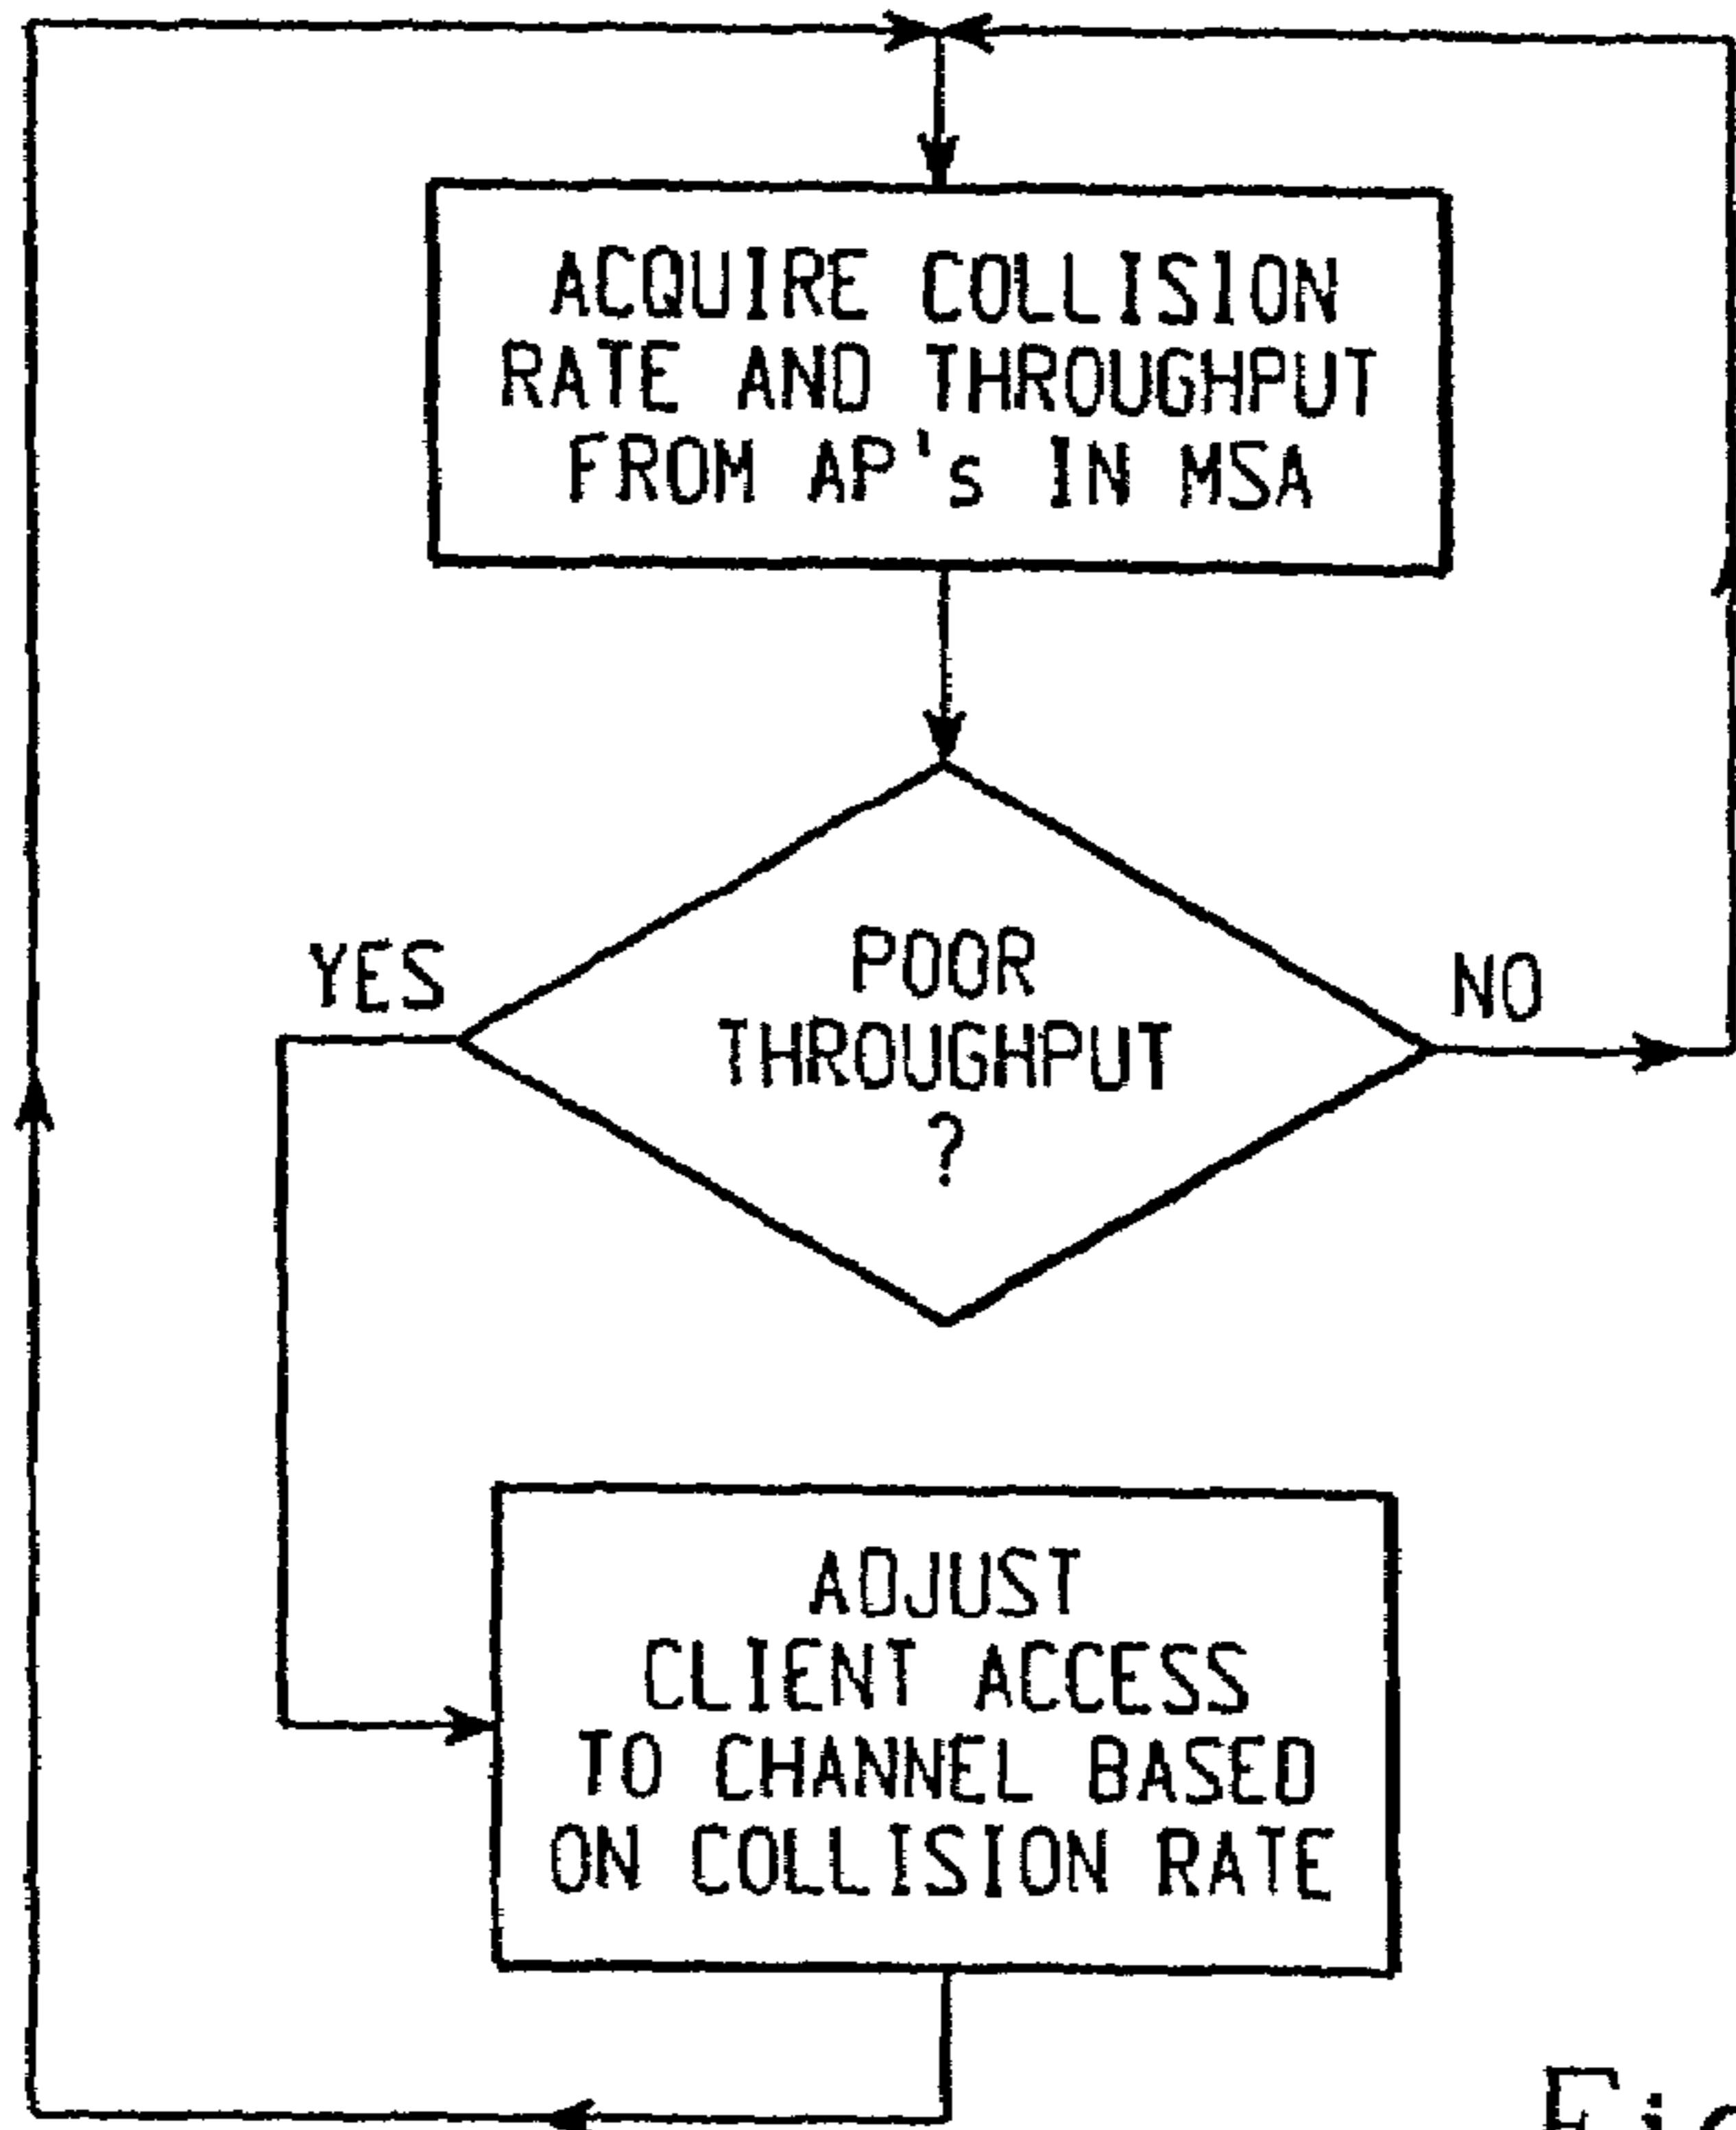 ACQUIRE COLLISION
RATE AND THROUGHPUT
FROM AP's IN MSA
POOR
THROUGHPUT
?
YES
NO
ADJUST
CLIENT ACCESS
TO CHANNEL BASED
ON COLLISION RATE